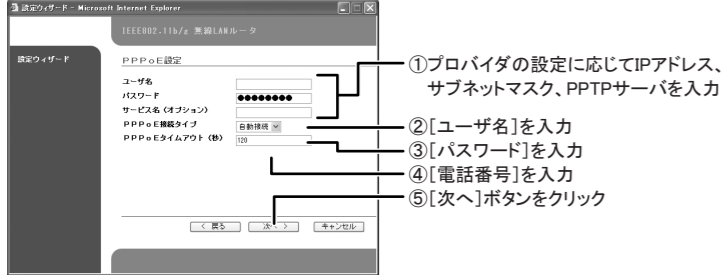 設定ウィザード - Microsoft Internet Explorer
IEEE802.11b/g 無線LANルータ
設定ウィザード
PPPoE設定
ユーザ名
パスワード
●●●●●●●●
サービス名（オプション）
PPPoE接続タイプ
自動接続
PPPoEタイムアウト（秒）
120
< 戻る
次へ >
キャンセル
①プロバイダの設定に応じてIPアドレス、
サブネットマスク、PPTPサーバを入力
②[ユーザ名]を入力
③[パスワード]を入力
④[電話番号]を入力
⑤[次へ]ボタンをクリック